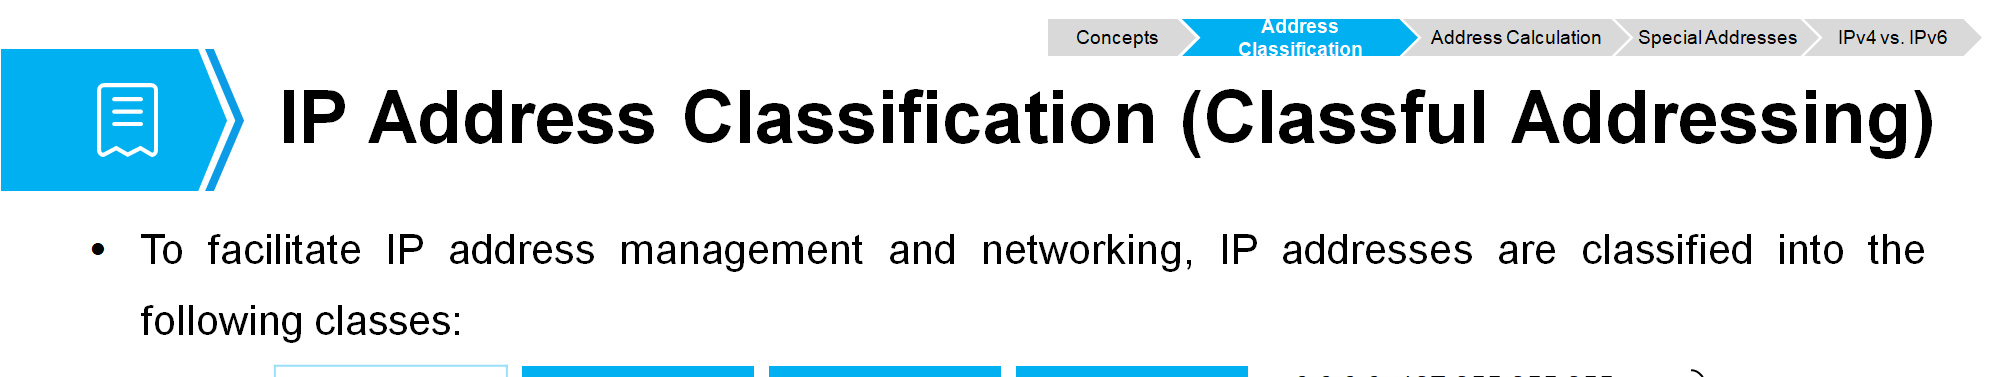 Concepts
Address
Classification
Address Calculation
Special Addresses
IPv4 vs. IPv6
IP Address Classification (Classful Addressing)
• To facilitate IP address management and networking, IP addresses are classified into the
following classes: